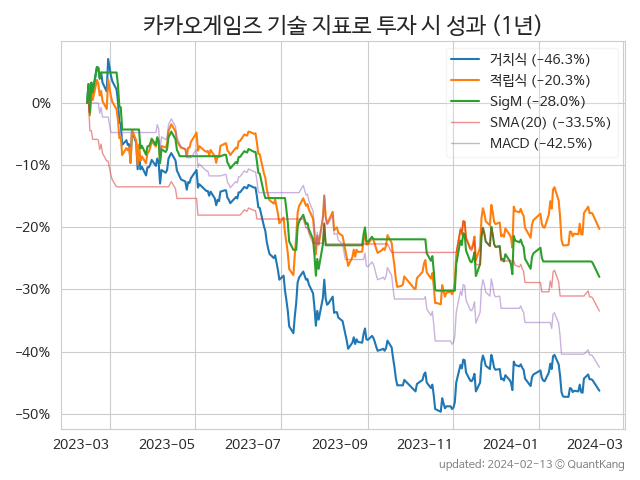 카카오게임즈 기술 지표로 투자 시 성과 (1년)
거치식 (−46.3%)
적립식 (−20.3%)
SigM (−28.0%)
SMA(20) (−33.5%)
MACD (−42.5%)
0%
−10%
−20%
−30%
−40%
−50%
2023−03
2023−05
2023−07
2023−09
2023−11
2024−01
2024−03
updated: 2024−02−13 © QuantKang